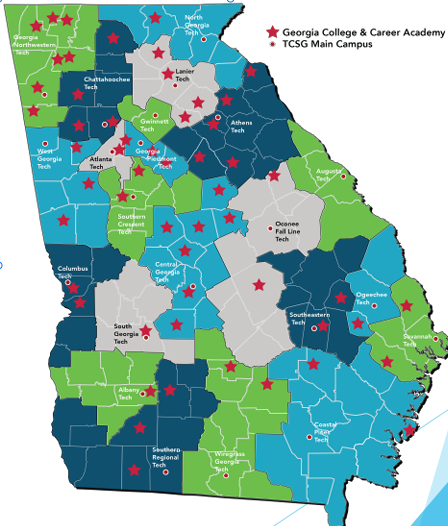 Georgia College & Career Academy
TCSG Main Campus
North
Georgia
Tech
Georgia
Northwestern
Tech
Lanier
Tech
Chattahoochee
Tech
Gwinnett
Tech
Athens
Tech
West
Georgia
Tech
Atlanta
Tech
Georgia
Piedmont
Tech
Augusta
Tech
Southern
Crescent
Tech
Oconee
Fall Line
Tech
Columbus
Tech
Central
Georgia
Tech
Ogeechee
Tech
Southeastern
Tech
South
Georgia
Tech
Savannah
Tech
Albany
Tech
Coastal
Pines
Tech
Southern
Regional
Tech
Wiregrass
Georgia
Tech